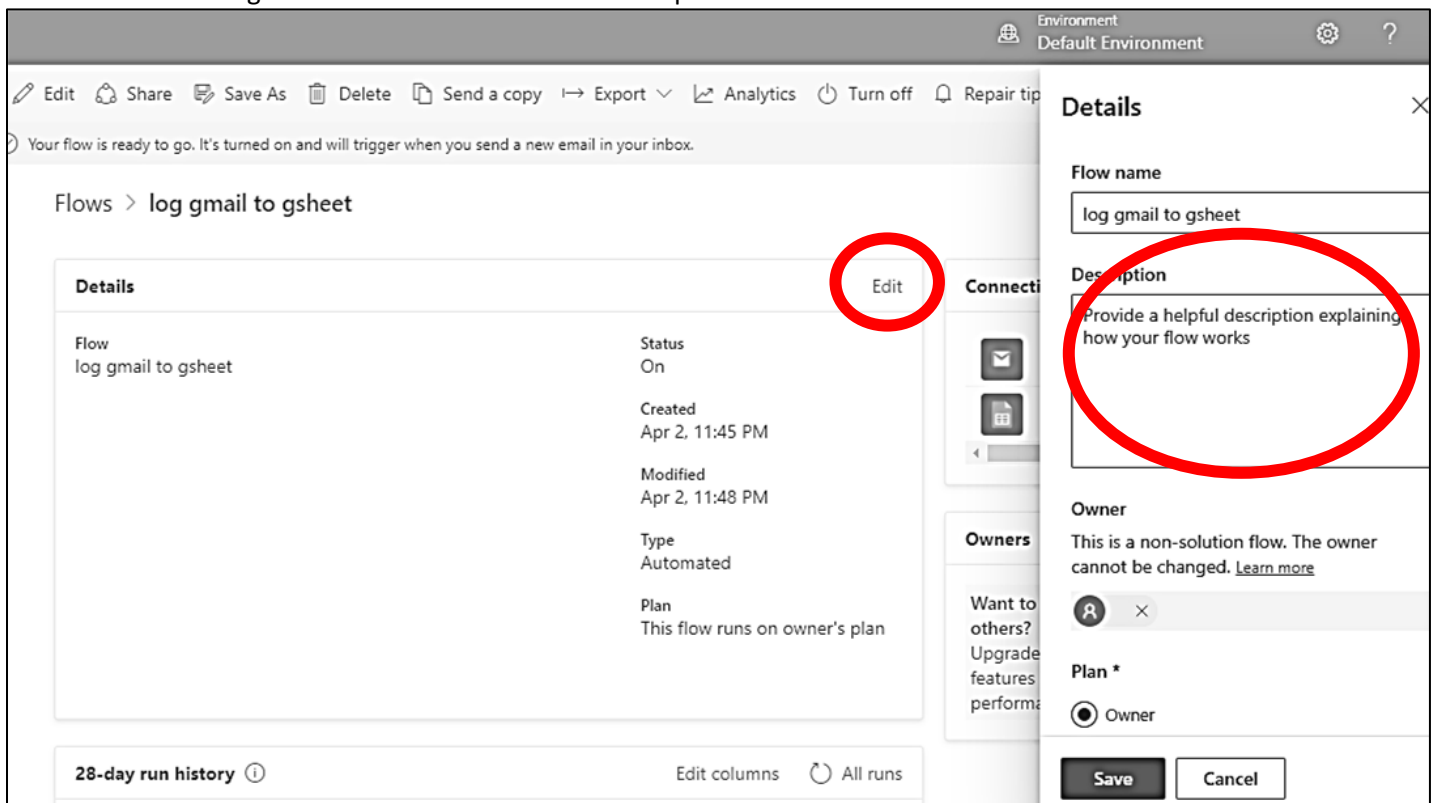 Environment
Default Environment
?
Edit Share Save As Delete Send a copy Export Analytics Turn off Repair tip
Your flow is ready to go. It's turned on and will trigger when you send a new email in your inbox.
Flows > log gmail to gsheet
Details Edit
Flow
log gmail to gsheet
Status
On
Created
Apr 2, 11:45 PM
Modified
Apr 2, 11:48 PM
Type
Automated
Plan
This flow runs on owner's plan
28-day run history Edit columns All runs
Connecti
Owners
Want to
others?
Upgrade
features
performa
Details
Flow name
log gmail to gsheet
Description
Provide a helpful description explaining
how your flow works
Owner
This is a non-solution flow. The owner
cannot be changed. Learn more
Plan *
Owner
Save Cancel